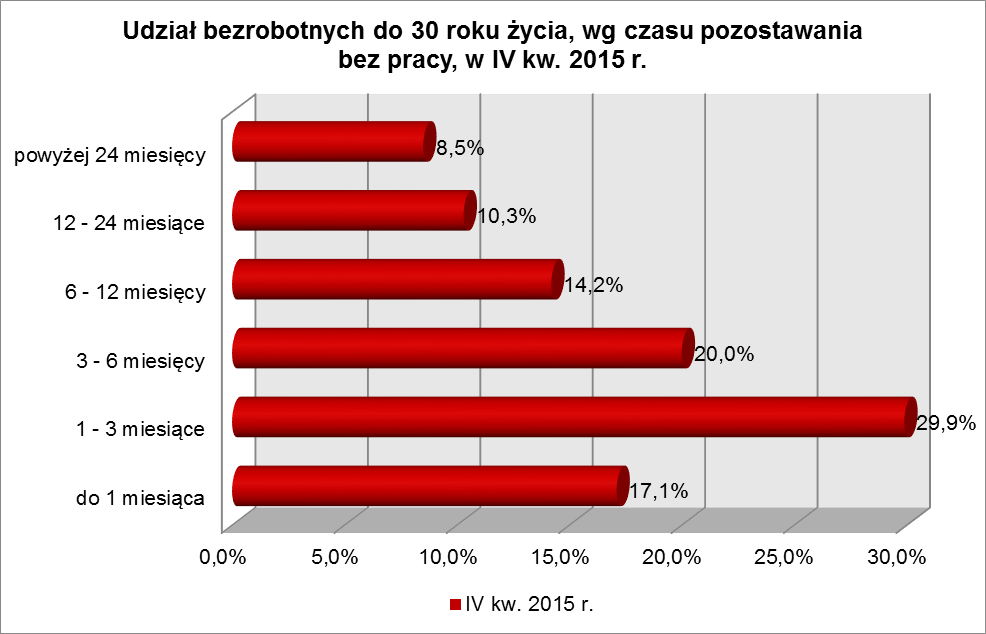 Udział bezrobotnych do 30 roku życia, wg czasu pozostawania
bez pracy, w IV kw. 2015 r.
powyżej 24 miesięcy
8,5%
12 - 24 miesiące
10,3%
6 - 12 miesięcy
14,2%
3 - 6 miesięcy
20,0%
1 - 3 miesiące
29,9%
do 1 miesiąca
17,1%
0,0% 5,0% 10,0% 15,0% 20,0% 25,0% 30,0%
IV kw. 2015 r.